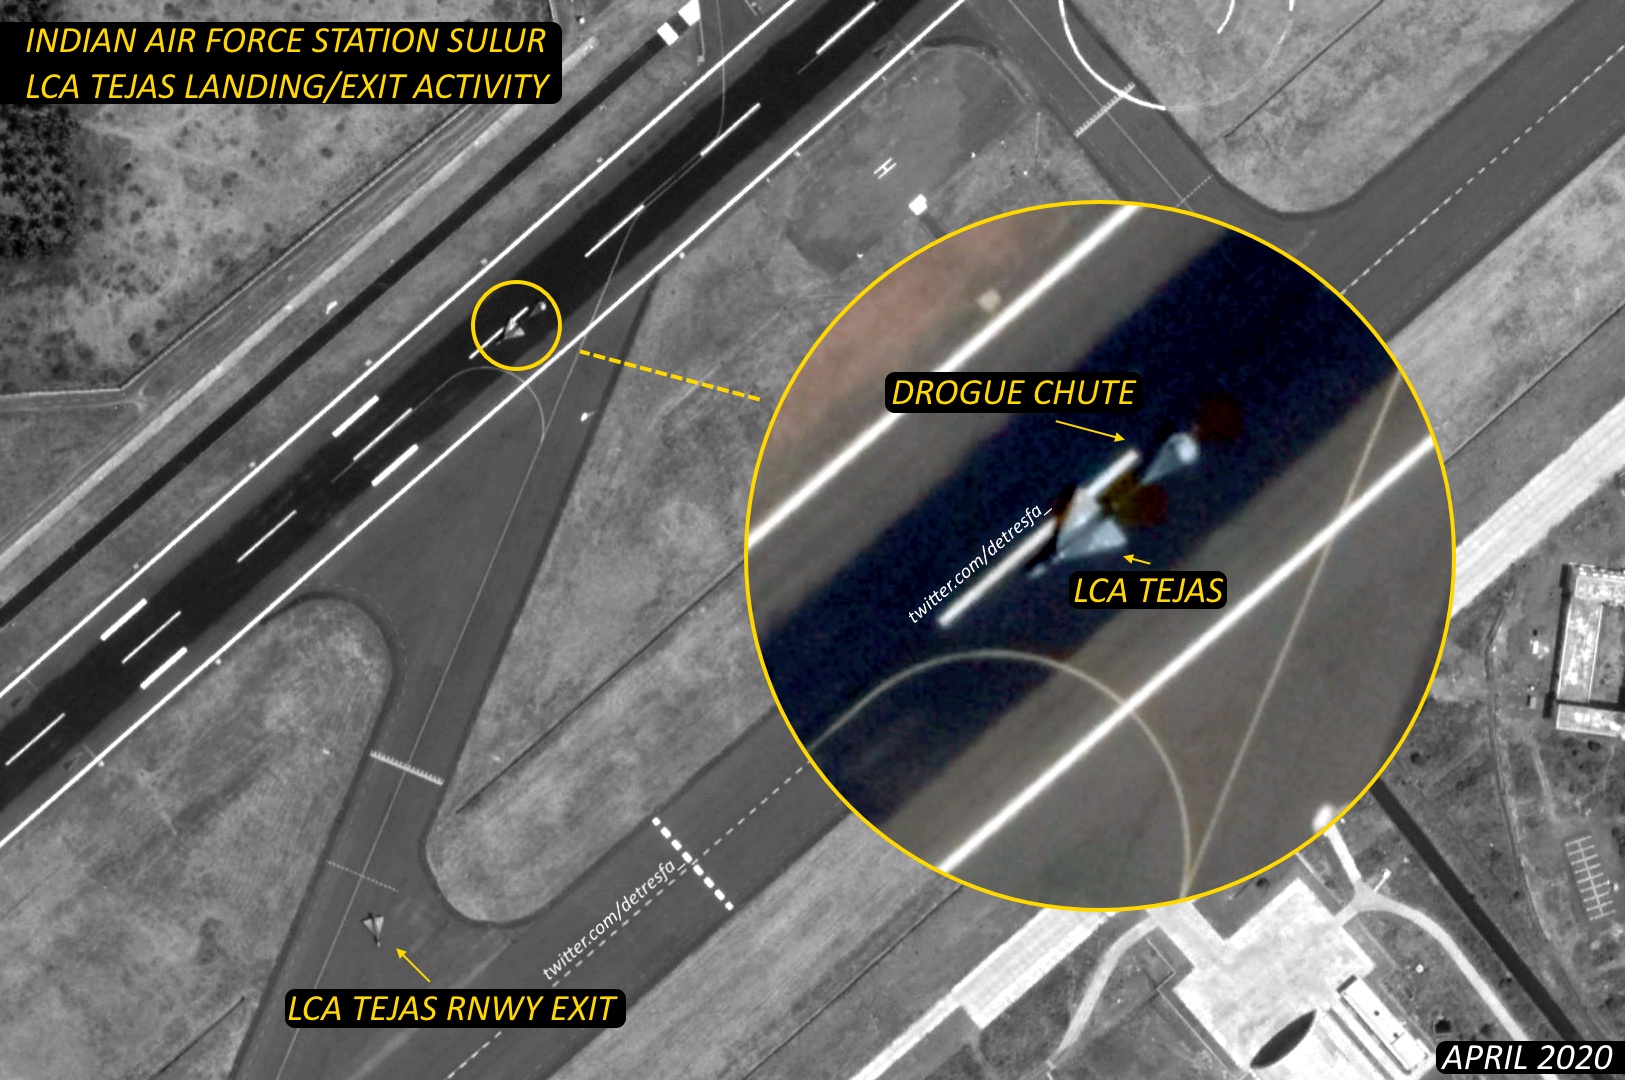 INDIAN AIR FORCE STATION SULUR
LCA TEJAS LANDING/EXIT ACTIVITY
H
DROGUE CHUTE
twitter.com/detresfa_
LCA TEJAS
twitter.com/detresfa_
LCA TEJAS RNWY EXIT
APRIL 2020